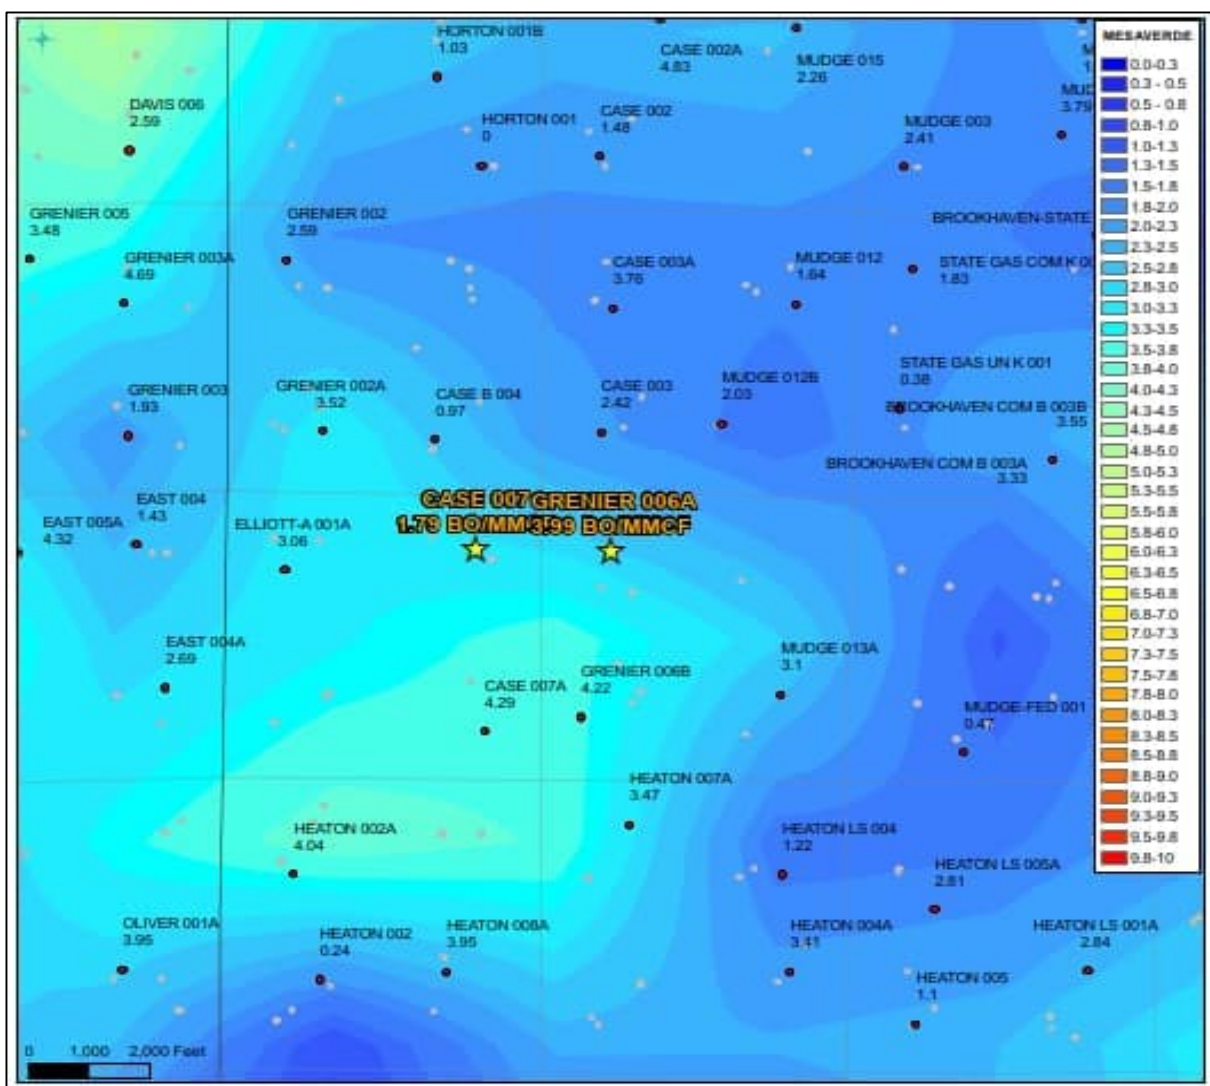 HORTON 001B
1.03
CASE 002A
4.83
MUDGE 015
2.26
MESAVERDE
0.0-0.3
0.3 - 0.5
0.5 - 0.8
0.8-1.0
1.0-1.3
1.3-1.5
1.5-1.8
1.8-2.0
2.0-2.3
2.3-2.5
2.5-2.8
2.8-3.0
3.0-3.3
3.3-3.5
3.5-3.8
3.8-4.0
4.0-4.3
4.3-4.5
4.5-4.8
4.8-5.0
5.0-5.3
5.3-5.5
5.5-5.8
5.8-6.0
6.0-6.3
6.3-6.5
6.5-6.8
6.8-7.0
7.0-7.3
7.3-7.5
7.5-7.8
7.8-8.0
8.0-8.3
8.3-8.5
8.5-8.8
8.8-9.0
9.0-9.3
9.3-9.5
9.5-9.8
9.8-10
DAVIS 006
2.59
HORTON 001
0
CASE 002
1.48
MUDGE 003
2.41
3.79
GRENIER 005
3.48
GRENIER 002
2.59
BROOKHAVEN-STATE
GRENIER 003A
4.69
CASE 003A
3.76
MUDGE 012
1.64
STATE GAS COM K
1.83
GRENIER 003
1.93
GRENIER 002A
3.52
CASE B 004
0.97
CASE 003
2.42
MUDGE 012B
2.03
STATE GAS UN K 001
0.38
BROOKHAVEN COM B 003B
3.55
BROOKHAVEN COM B 003A
3.33
EAST 005A
4.32
EAST 004
1.43
ELLIOTT-A 001A
3.06
CASE 007
1.79 BO/MM
GRENIER 006A
3.99 BO/MMCF
EAST 004A
2.69
CASE 007A
4.29
GRENIER 006B
4.22
MUDGE 013A
3.1
MUDGE-FED 001
0.47
HEATON 007A
3.47
HEATON 002A
4.04
HEATON LS 004
1.22
HEATON LS 005A
2.81
OLIVER 001A
3.95
HEATON 002
0.24
HEATON 008A
3.95
HEATON 004A
3.41
HEATON LS 001A
2.84
HEATON 005
1.1
0 1,000 2,000 Feet